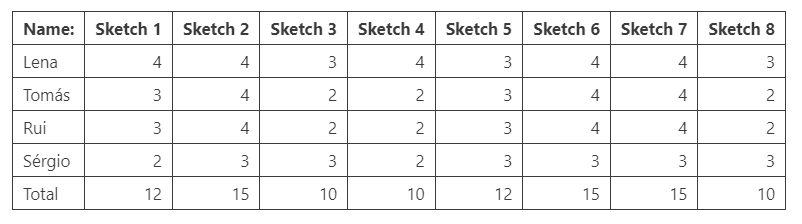 Name: Sketch 1 Sketch 2 Sketch 3 Sketch 4 Sketch 5 Sketch 6 Sketch 7 Sketch 8
Lena 4 4 3 4 3 4 4 3
Tomás 3 4 2 2 3 4 4 2
Rui 3 4 2 2 3 4 4 2
Sérgio 2 3 3 2 3 3 3 3
Total 12 15 10 10 12 15 15 10